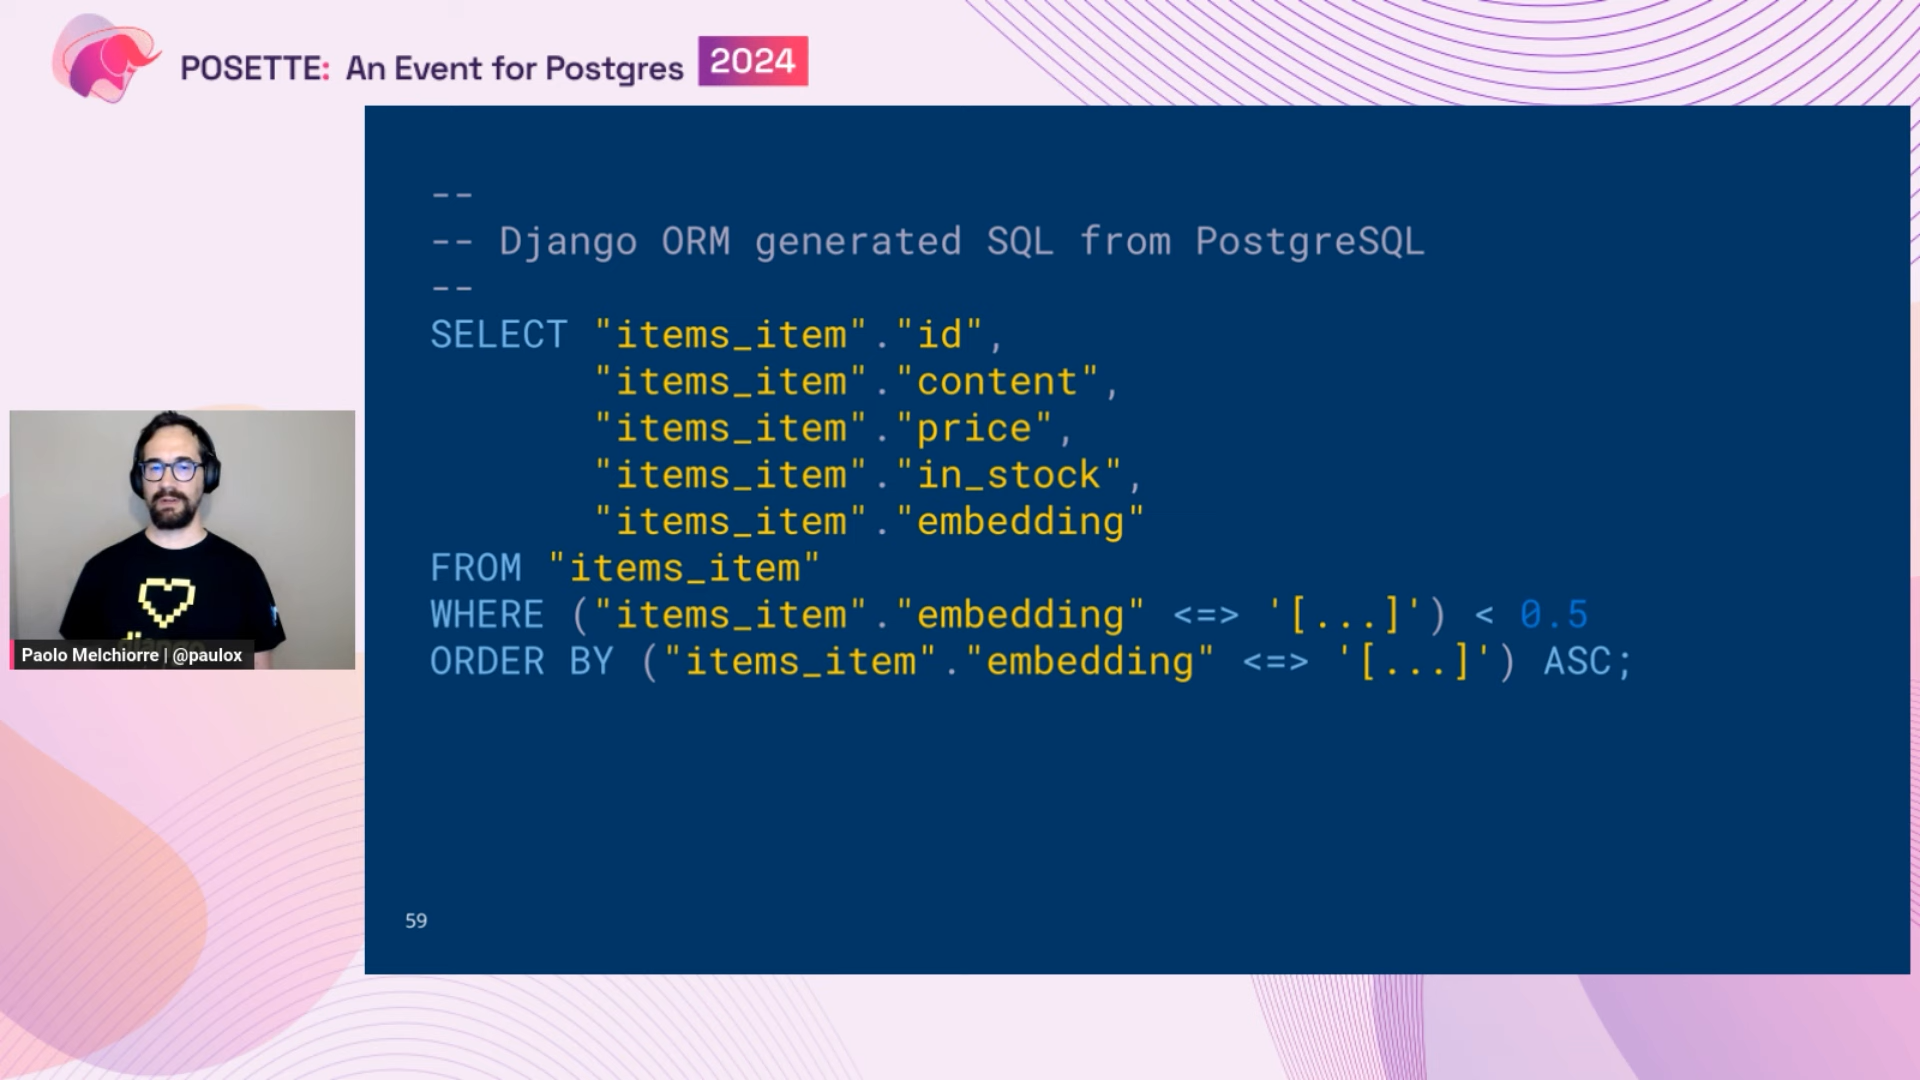 POSETTE: An Event for Postgres 2024
--
-- Django ORM generated SQL from PostgreSQL
--
SELECT "items_item"."id",
"items_item"."content",
"items_item"."price",
"items_item"."in_stock",
"items_item"."embedding"
FROM "items_item"
WHERE ("items_item"."embedding" <=> '[...]') < 0.5
ORDER BY ("items_item"."embedding" <=> '[...]') ASC;
59
django
Paolo Melchiorre | @paulox